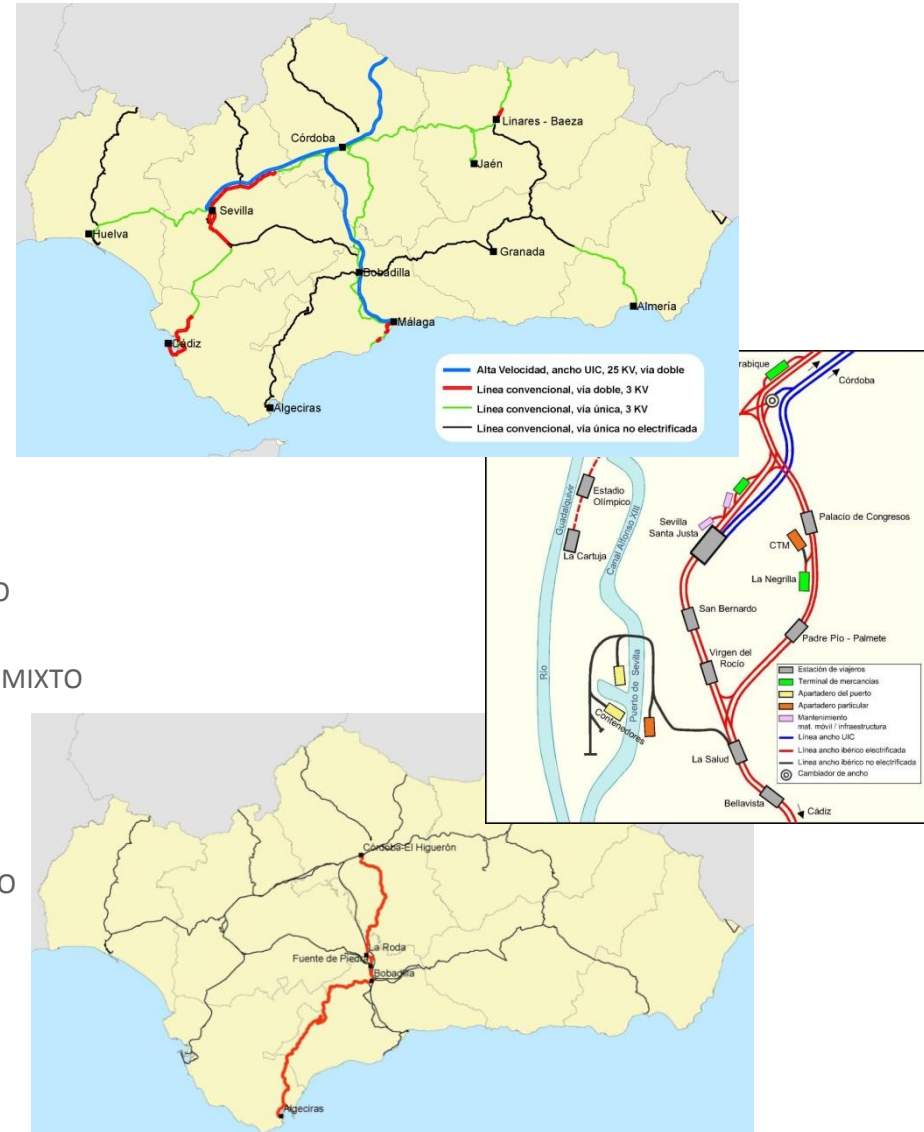 Linares - Baeza
Córdoba
Jaén
Sevilla
Huelva
Granada
Bobadilla
Almería
Málaga
Cádiz
Algeciras
Alta Velocidad, ancho UIC, 25 KV, vía doble
Línea convencional, vía doble, 3 KV
Línea convencional, vía única, 3 KV
Línea convencional, vía única no electrificada
rabique
Córdoba
Estadio
Olímpico
La Cartuja
Guadalquivir
Canal Alfonso XIII
Sevilla
Santa Justa
Palacio de Congresos
CTM
La Negrilla
San Bernardo
Padre Pío - Palmete
Virgen del
Rocío
Río
Puerto de Sevilla
Contenedores
La Salud
Bellavista
Cádiz
Estación de viajeros
Terminal de mercancías
Apartadero del puerto
Apartadero particular
Mantenimiento
mat. móvil / infraestructura
Línea ancho UIC
Línea ancho ibérico electrificada
Línea ancho ibérico no electrificada
Cambiador de ancho
O
MIXTO
O
Córdoba-El Higuerón
La Roda
Fuente de Piedra
Bobadilla
Algeciras